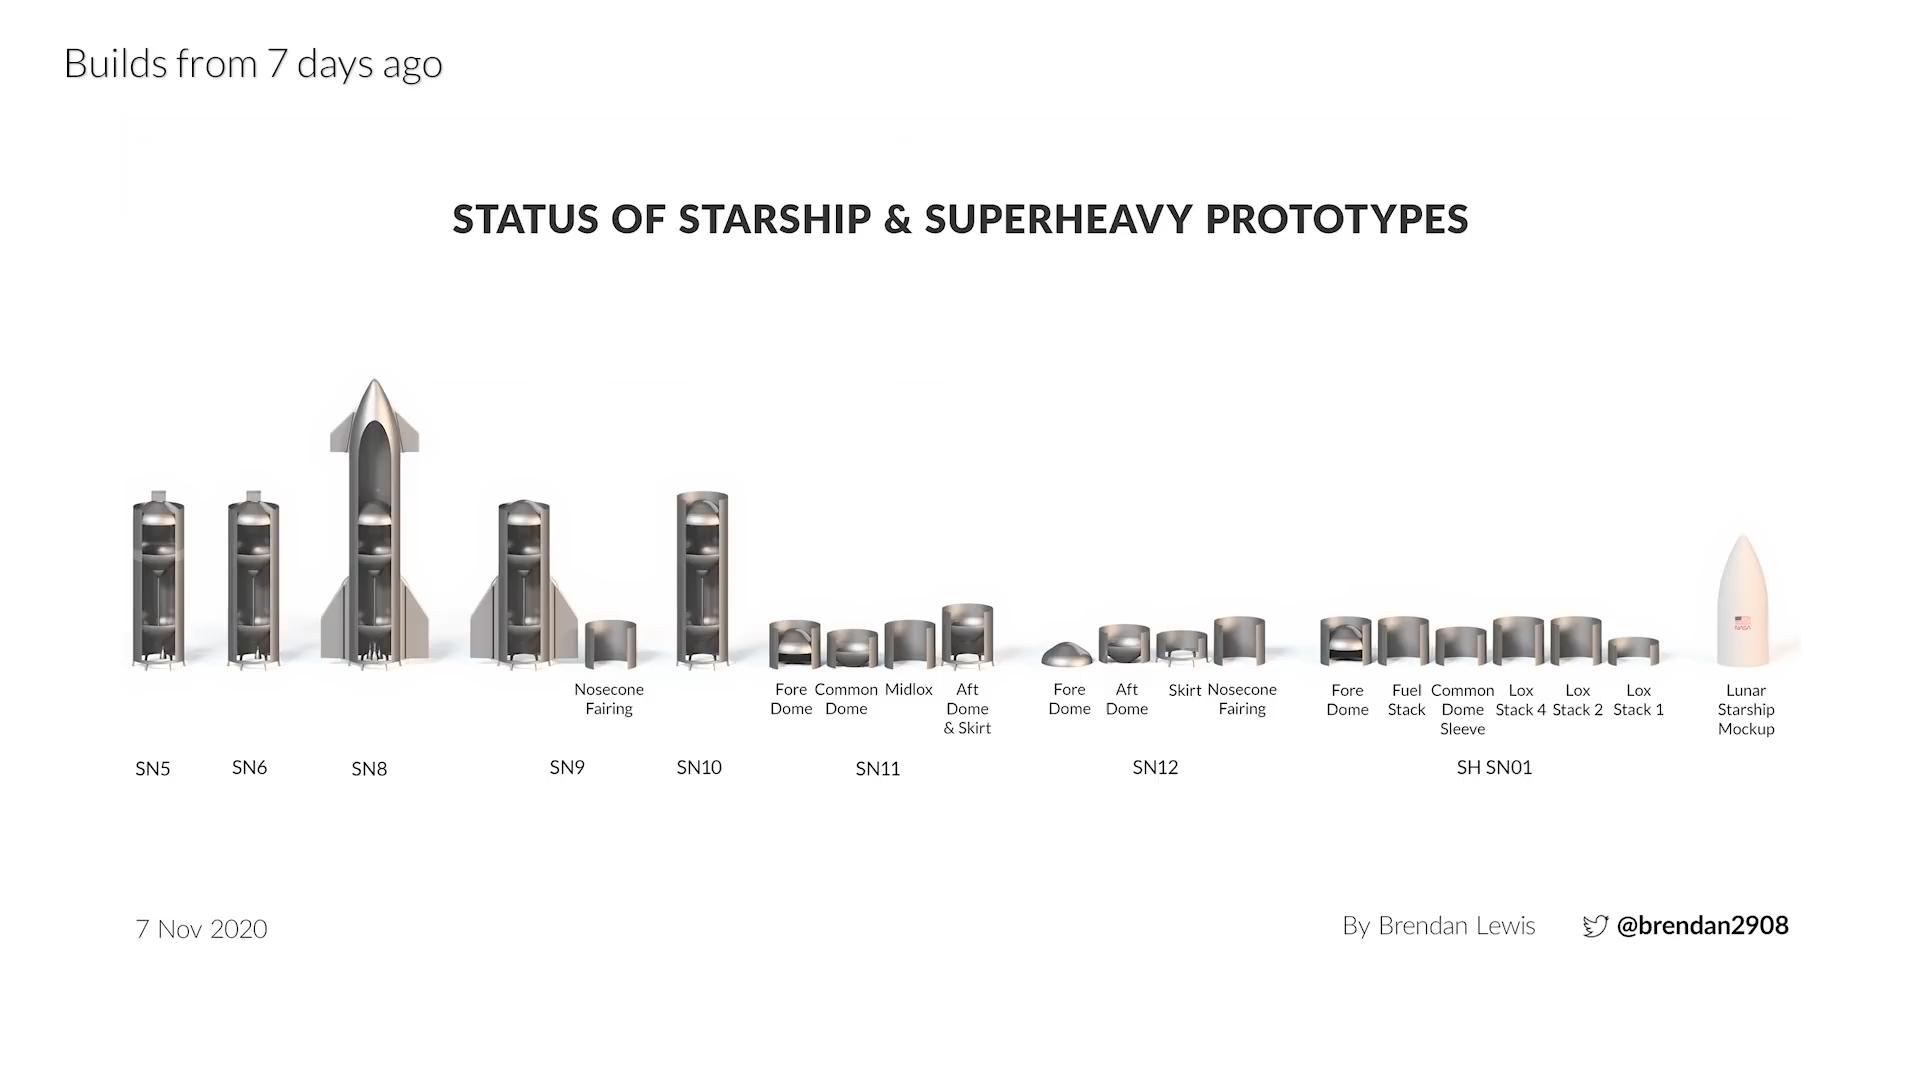 Builds from 7 days ago
STATUS OF STARSHIP & SUPERHEAVY PROTOTYPES
Nosecone
Fairing
Fore
Dome
Common
Dome
Midlox
Aft
Dome
& Skirt
Fore
Dome
Aft
Dome
Skirt
Nosecone
Fairing
Fore
Dome
Fuel
Stack
Common
Dome
Sleeve
Lox
Stack 4
Lox
Stack 2
Lox
Stack 1
NASA
Lunar
Starship
Mockup
SN5
SN6
SN8
SN9
SN10
SN11
SN12
SH SN01
7 Nov 2020
By Brendan Lewis
@brendan2908